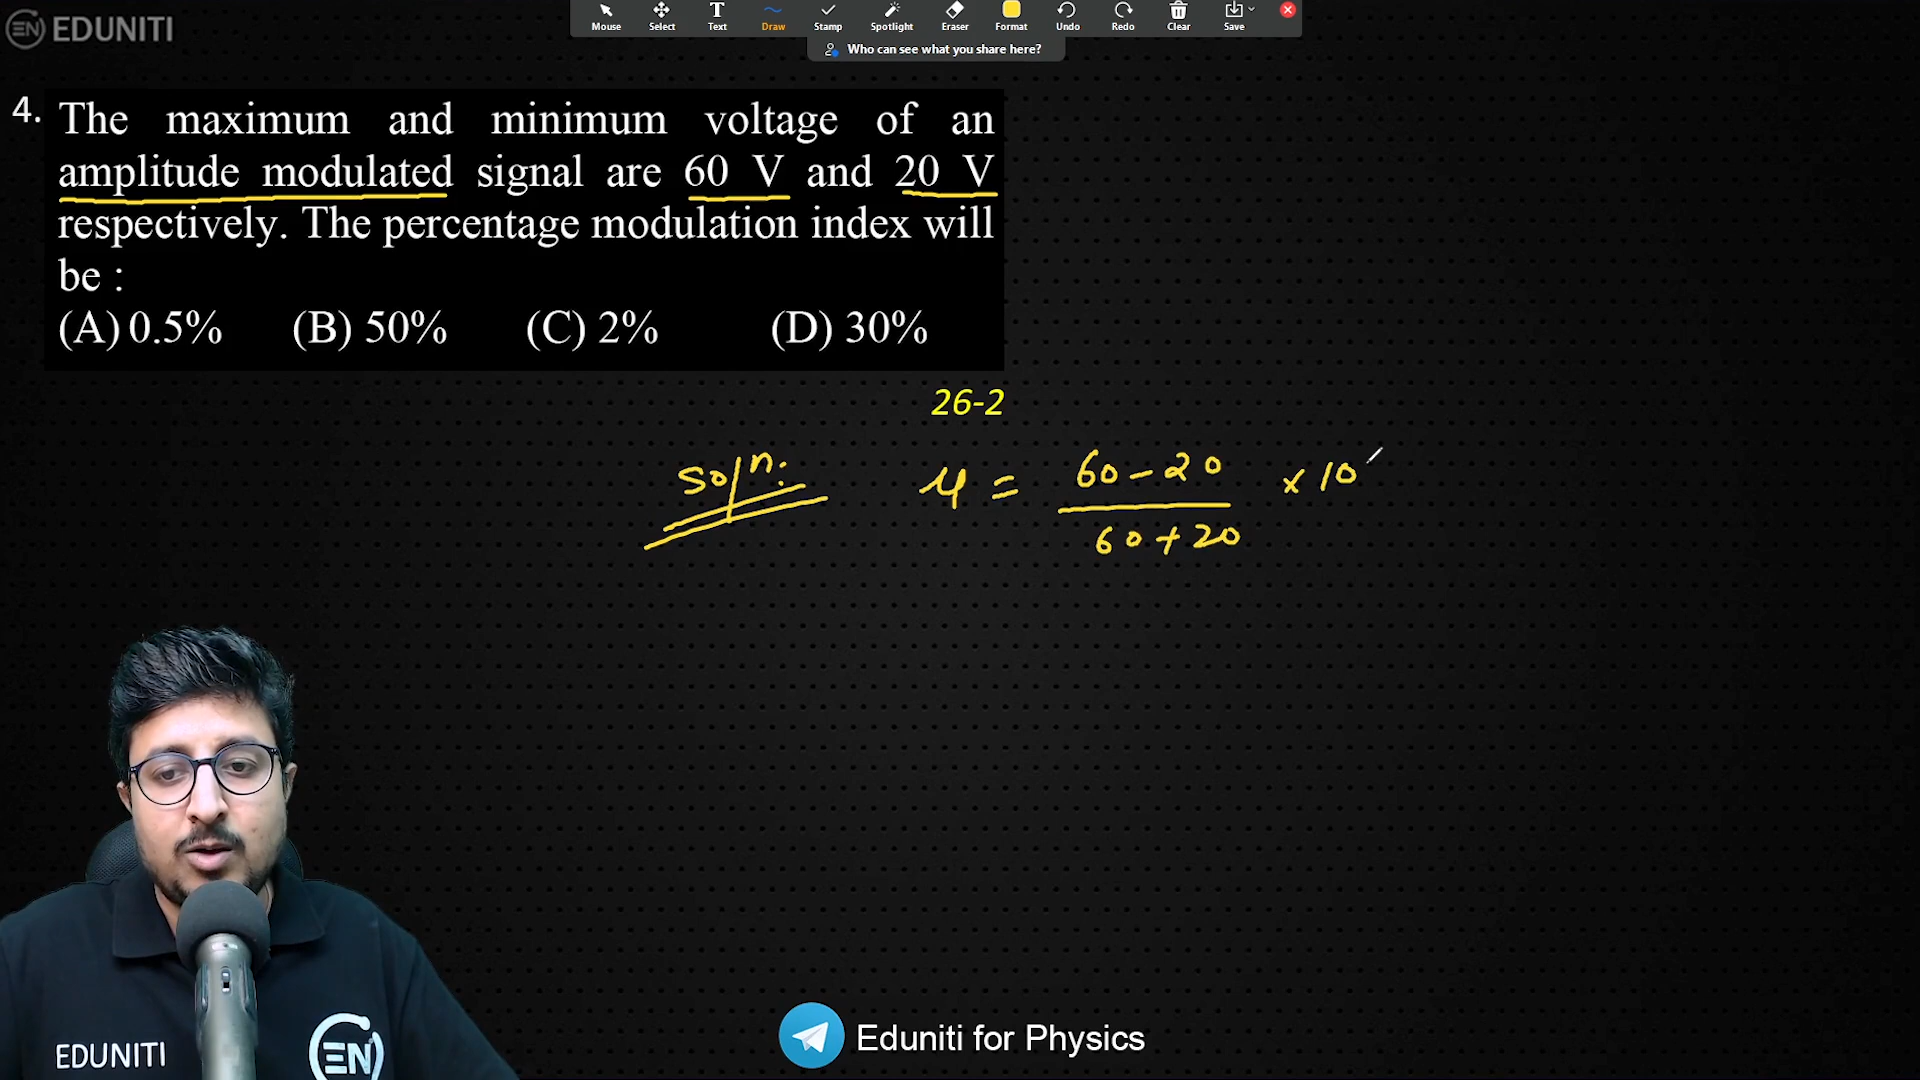 EN EDUNITI
Mouse Select Text Draw Stamp Spotlight Eraser Format Undo Redo Clear Save
Who can see what you share here?
4. The maximum and minimum voltage of an
amplitude modulated signal are 60 V and 20 V
respectively. The percentage modulation index will
be :
(A) 0.5% (B) 50% (C) 2% (D) 30%
26-2
Soln: μ = 60-20 × 10
60+20
EDUNITI EN
Eduniti for Physics